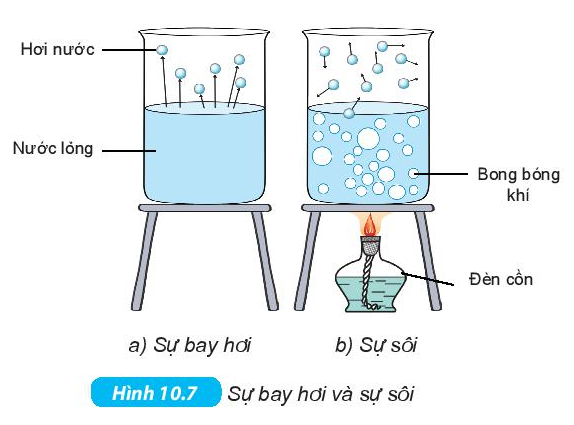 Hơi nước
Nước lỏng
Bong bóng
khí
Đèn cồn
a) Sự bay hơi
b) Sự sôi
Hình 10.7 Sự bay hơi và sự sôi